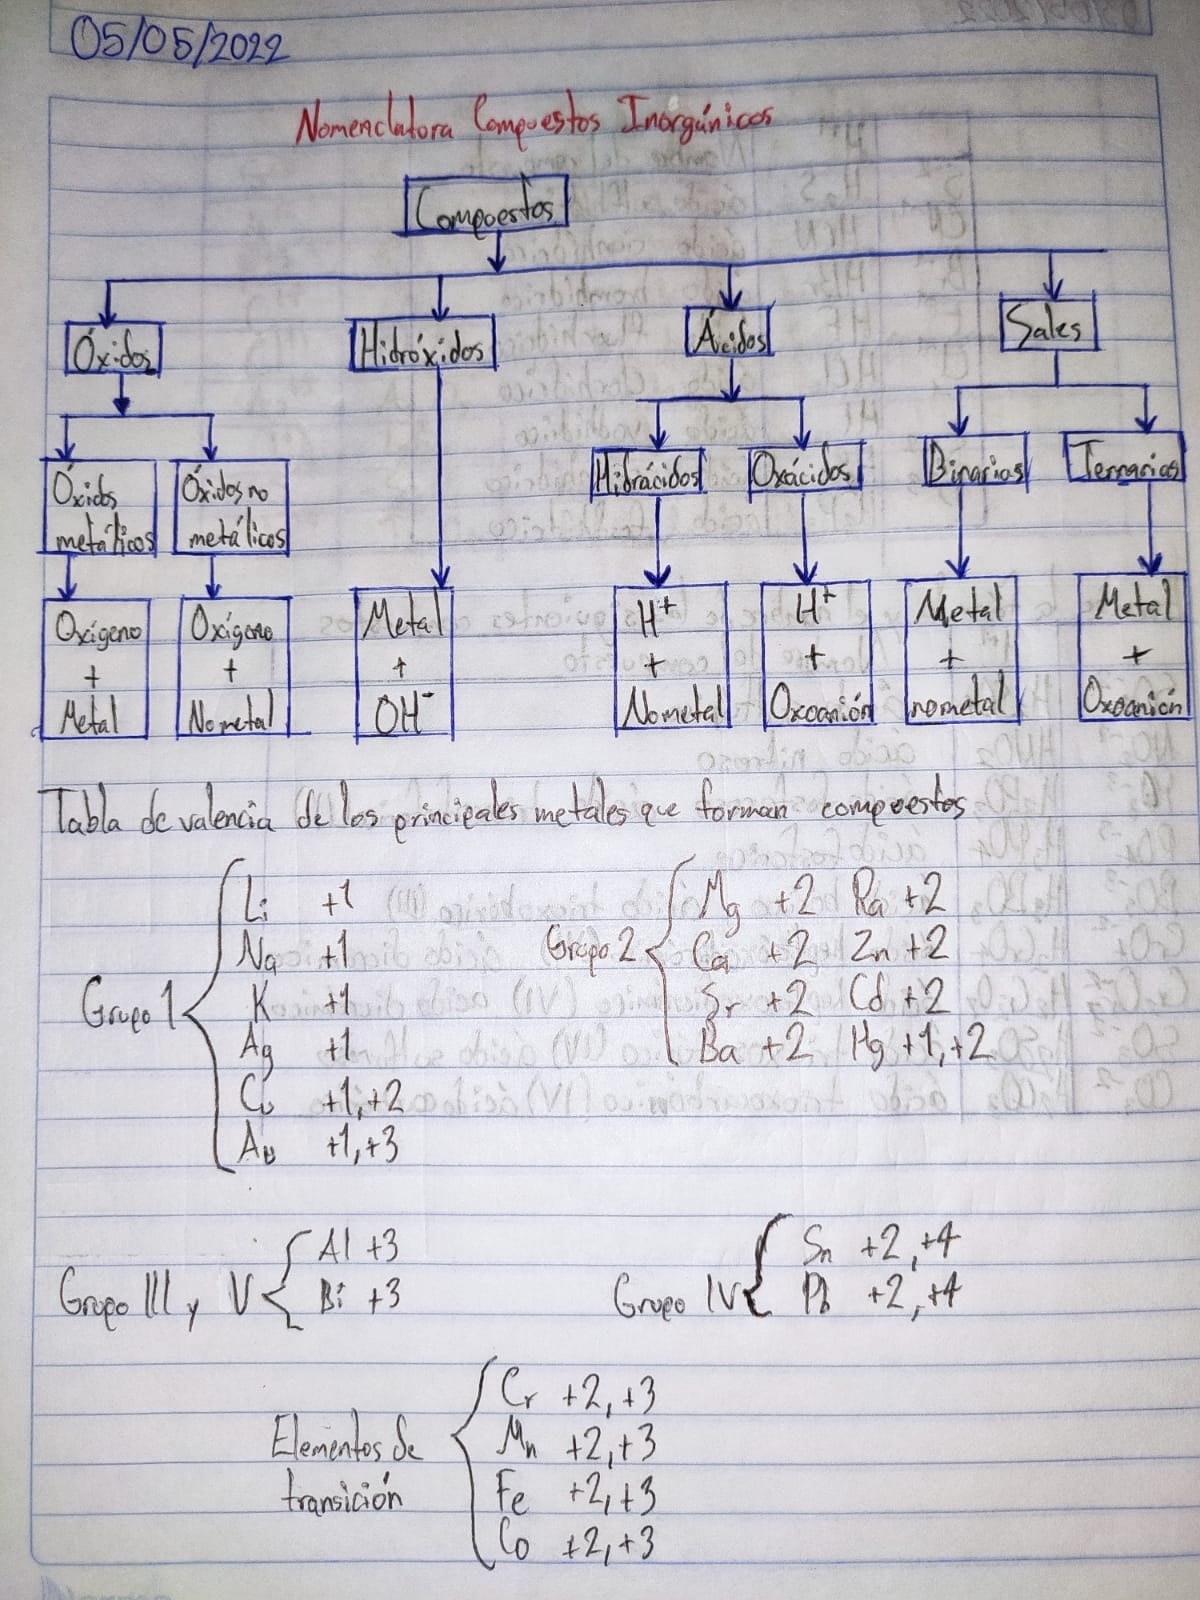 05/05/2022
Nomenclatora Compuestos Inorgánicos
Compuestos
Óxidos
Hidróxidos
Ácidos
Sales
Óxidos
metálicos
Óxidos no
metálicos
Hidrácidos
Oxácidos
Binarias
Ternarias
Oxígeno
+
Metal
Oxígeno
+
No metal
Metal
+
OH⁻
H⁺
+
No metal
H⁺
+
Oxoanión
Metal
+
no metal
Metal
+
Oxoanión
Tabla de valencia de los principales metales que forman compuestos
Grupo 1
Li +1
Na +1
K +1
Ag +1
Cu +1,+2
Au +1,+3
Grupo 2
Mg +2 Ra +2
Ca +2 Zn +2
Sr +2 Cd +2
Ba +2 Hg +1,+2
Grupo III y V
Al +3
Bi +3
Grupo IV
Sn +2,+4
Pb +2,+4
Elementos de
transición
Cr +2,+3
Mn +2,+3
Fe +2,+3
Co +2,+3